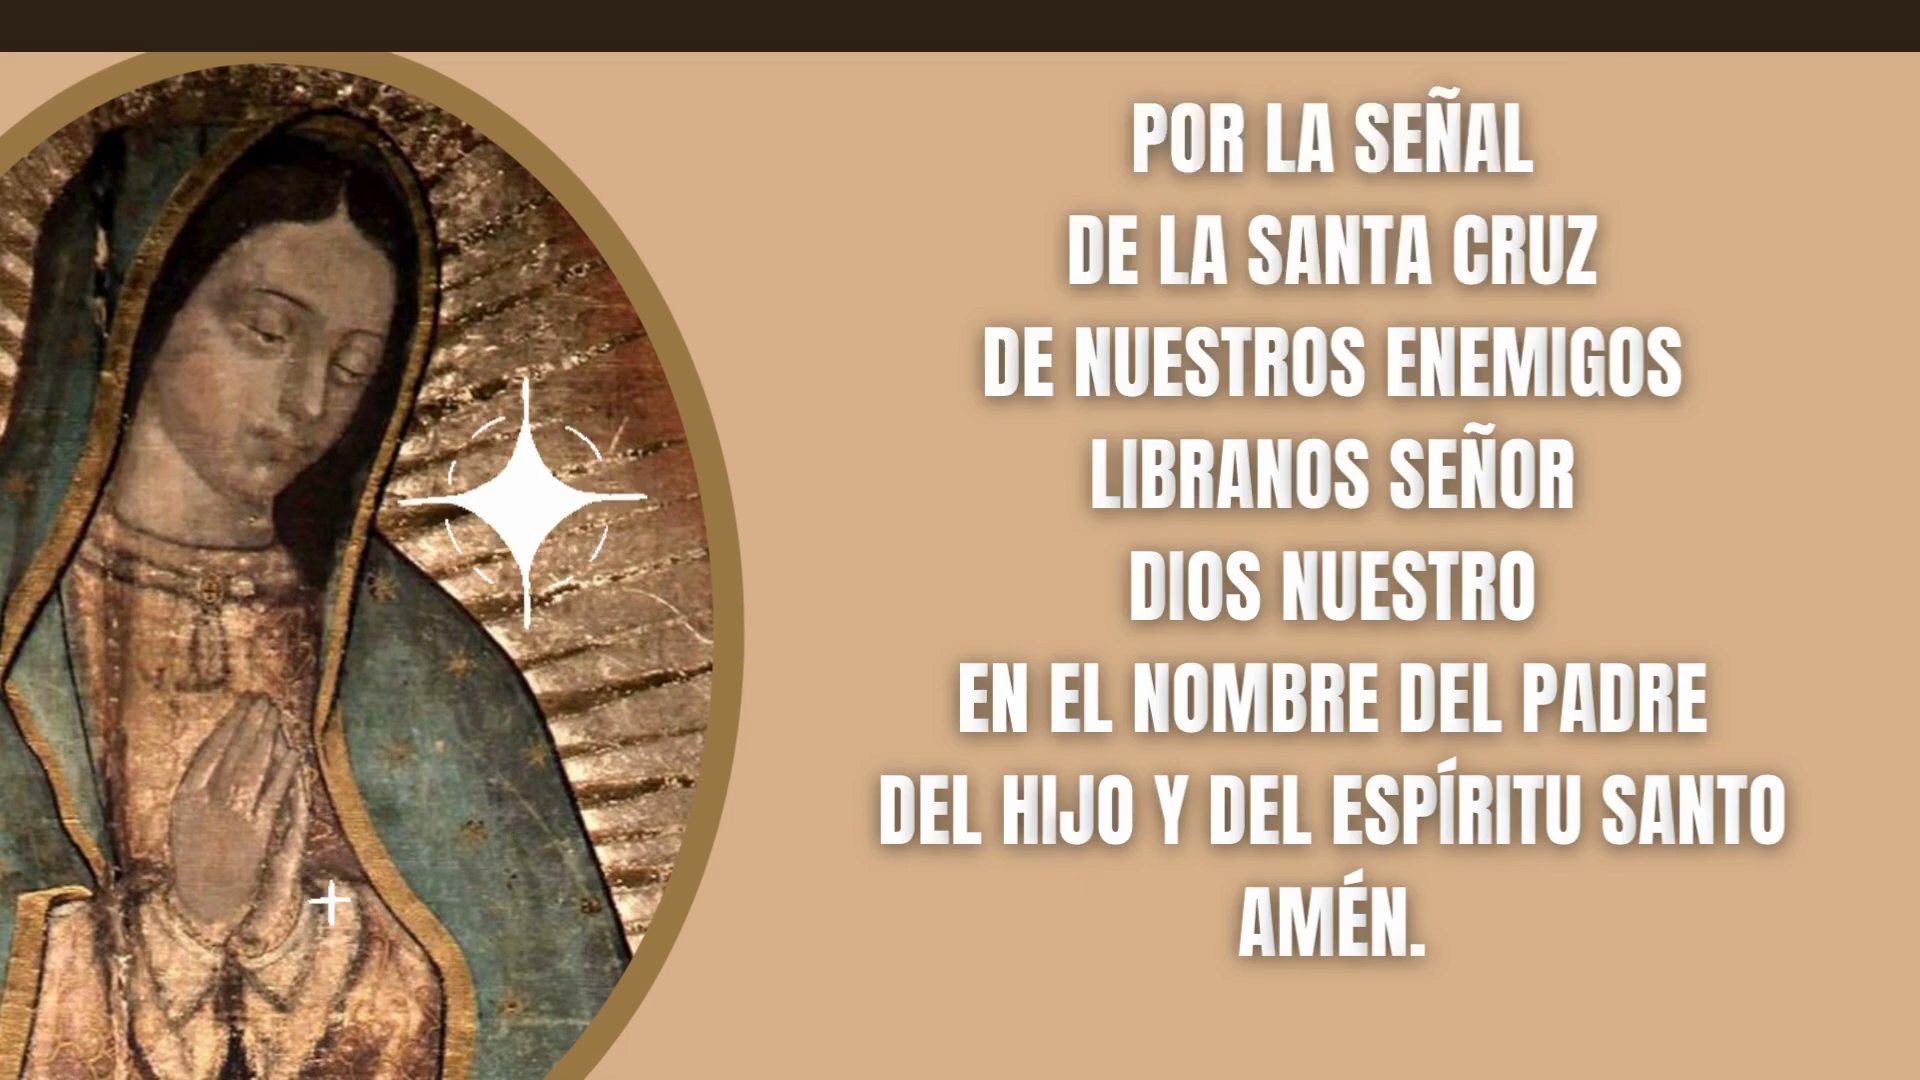 POR LA SEÑAL
DE LA SANTA CRUZ
DE NUESTROS ENEMIGOS
LIBRANOS SEÑOR
DIOS NUESTRO
EN EL NOMBRE DEL PADRE
DEL HIJO Y DEL ESPÍRITU SANTO
AMÉN.